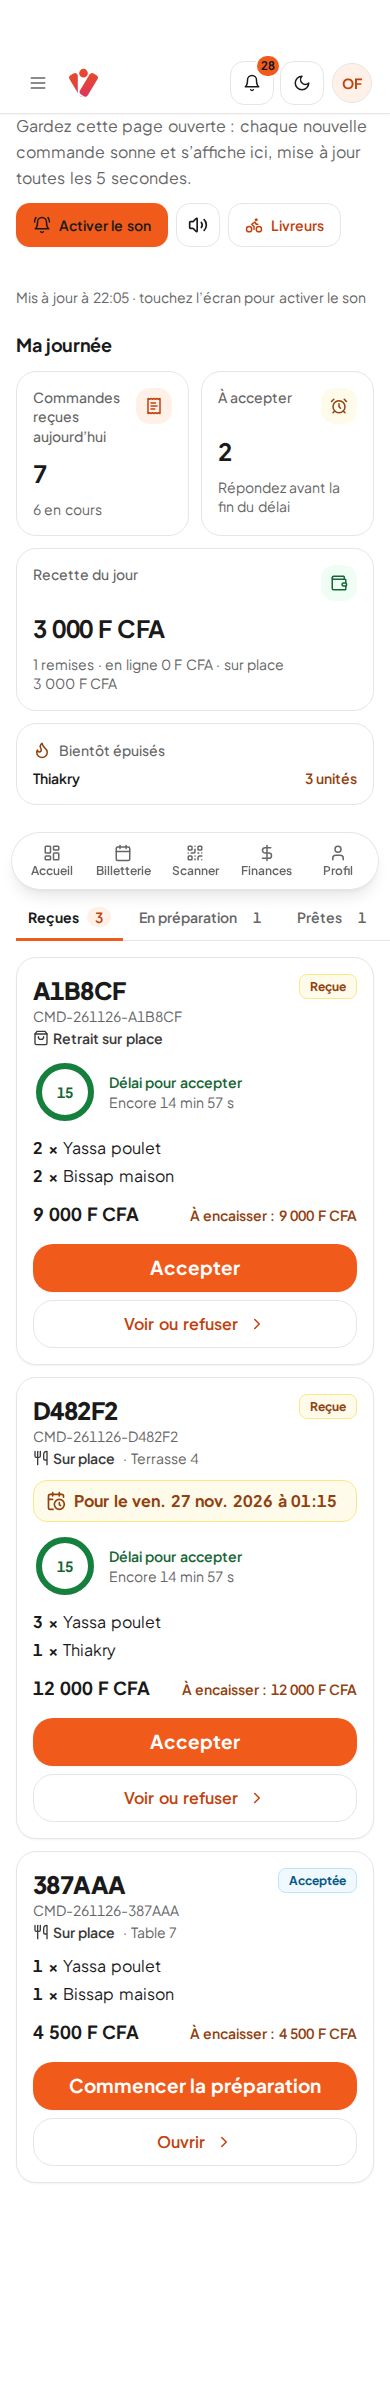 28
OF
Gardez cette page ouverte : chaque nouvelle
commande sonne et s'affiche ici, mise à jour
toutes les 5 secondes.
Activer le son
Livreurs
Mis à jour à 22:05 · touchez l'écran pour activer le son
Ma journée
Commandes
reçues
aujourd'hui
7
6 en cours
À accepter
2
Répondez avant la
fin du délai
Recette du jour
3 000 F CFA
1 remises · en ligne 0 F CFA · sur place
3 000 F CFA
Bientôt épuisés
Thiakry 3 unités
Accueil Billetterie Scanner Finances Profil
Reçues 3 En préparation 1 Prêtes 1
A1B8CF Reçue
CMD-261126-A1B8CF
Retrait sur place
15
Délai pour accepter
Encore 14 min 57 s
2 × Yassa poulet
2 × Bissap maison
9 000 F CFA À encaisser : 9 000 F CFA
Accepter
Voir ou refuser
D482F2 Reçue
CMD-261126-D482F2
Sur place · Terrasse 4
Pour le ven. 27 nov. 2026 à 01:15
15
Délai pour accepter
Encore 14 min 57 s
3 × Yassa poulet
1 × Thiakry
12 000 F CFA À encaisser : 12 000 F CFA
Accepter
Voir ou refuser
387AAA Acceptée
CMD-261126-387AAA
Sur place · Table 7
1 × Yassa poulet
1 × Bissap maison
4 500 F CFA À encaisser : 4 500 F CFA
Commencer la préparation
Ouvrir